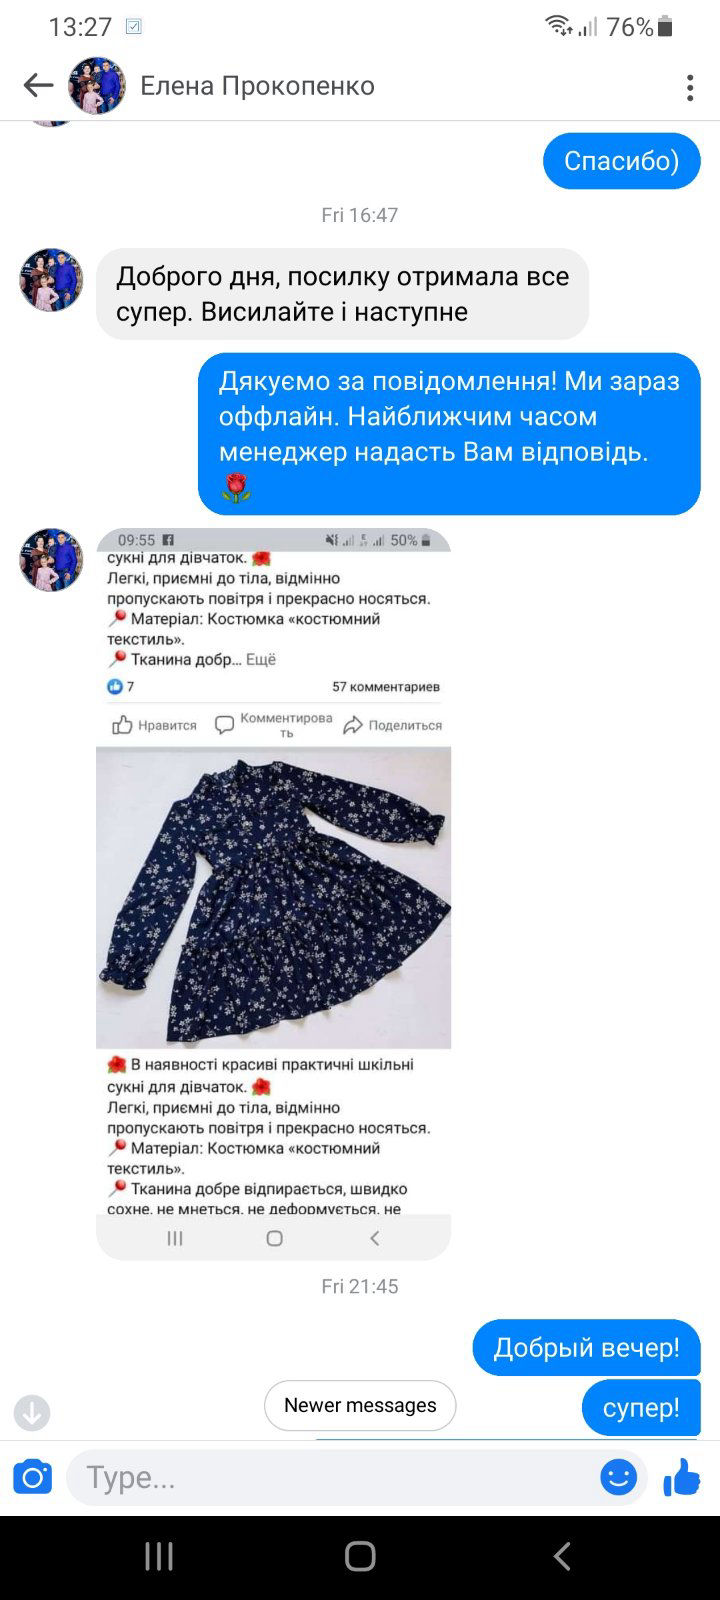 13:27
76%
Елена Прокопенко
Спасибо)
Fri 16:47
Доброго дня, посилку отримала все
супер. Висилайте і наступне
Дякуємо за повідомлення! Ми зараз
оффлайн. Найближчим часом
менеджер надасть Вам відповідь.
🌹
09:55
50%
сукні для дівчаток. 🌺
Легкі, приємні до тіла, відмінно
пропускають повітря і прекрасно носяться.
📍 Матеріал: Костюмка «костюмний
текстиль».
📍 Тканина добр... Ещё
7
57 комментариев
Нравится
Комментирова
ть
Поделиться
🌺 В наявності красиві практичні шкільні
сукні для дівчаток. 🌺
Легкі, приємні до тіла, відмінно
пропускають повітря і прекрасно носяться.
📍 Матеріал: Костюмка «костюмний
текстиль».
📍 Тканина добре відпирається, швидко
сохне, не мнеться, не деформується, не
Fri 21:45
Добрый вечер!
Newer messages
супер!
Type...